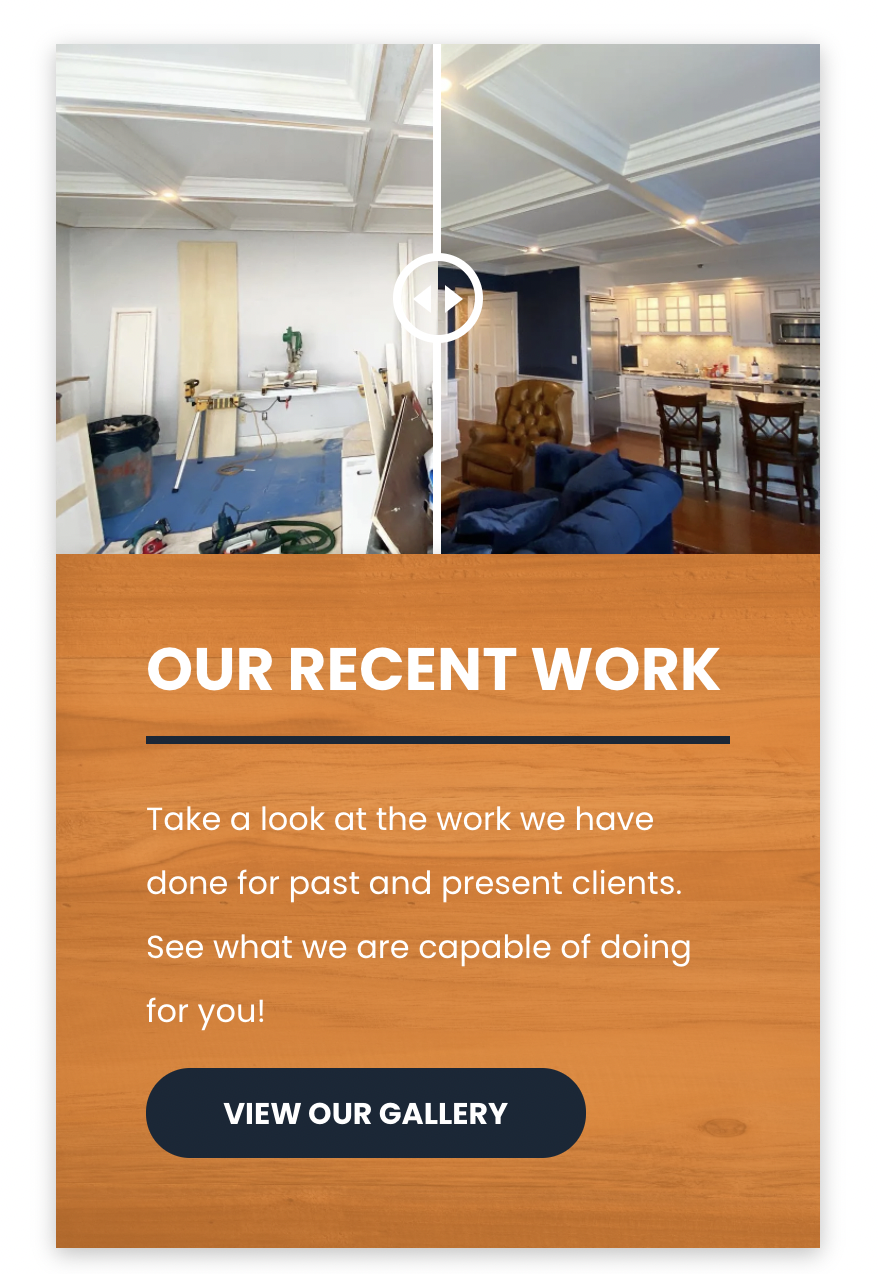 OUR RECENT WORK
Take a look at the work we have
done for past and present clients.
See what we are capable of doing
for you!
VIEW OUR GALLERY